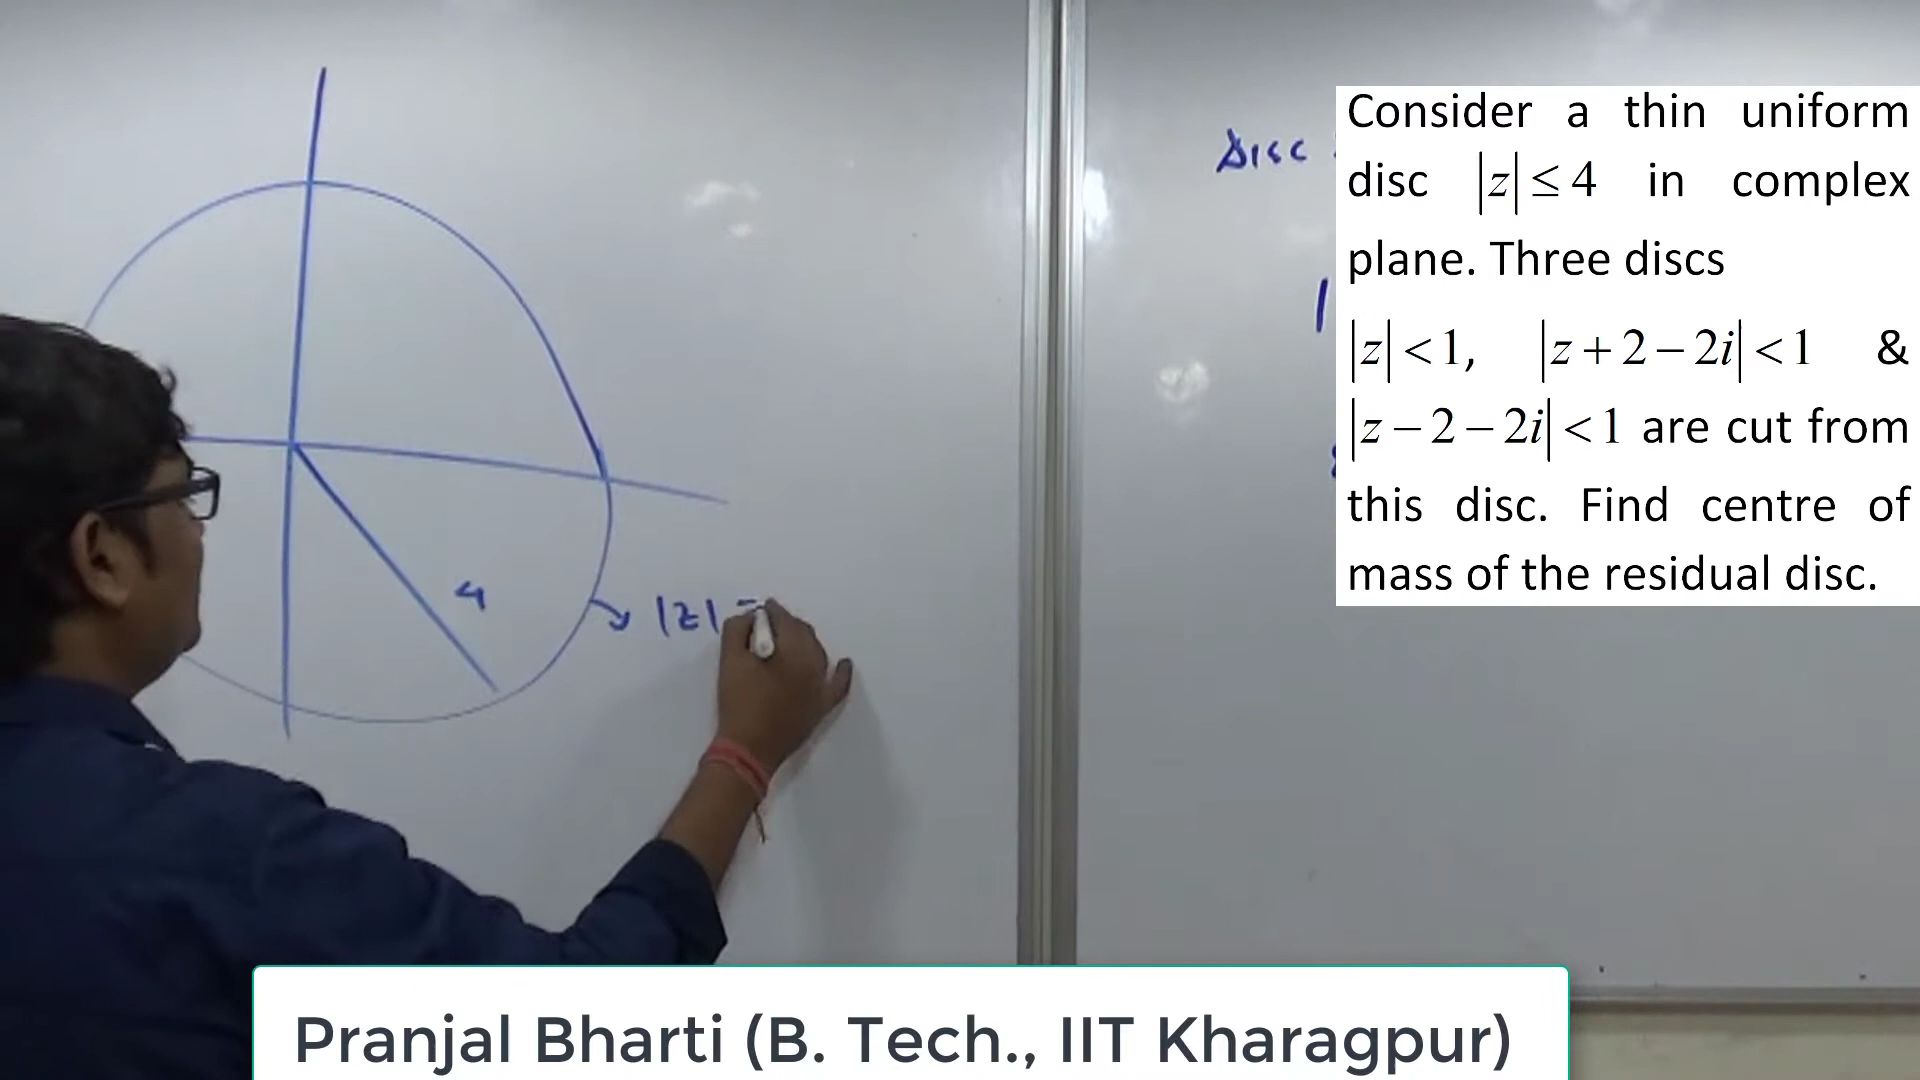 Disc
4
|z| =
Consider a thin uniform
disc |z| ≤ 4 in complex
plane. Three discs
|z| < 1, |z + 2 − 2i| < 1 &
|z − 2 − 2i| < 1 are cut from
this disc. Find centre of
mass of the residual disc.
Pranjal Bharti (B. Tech., IIT Kharagpur)